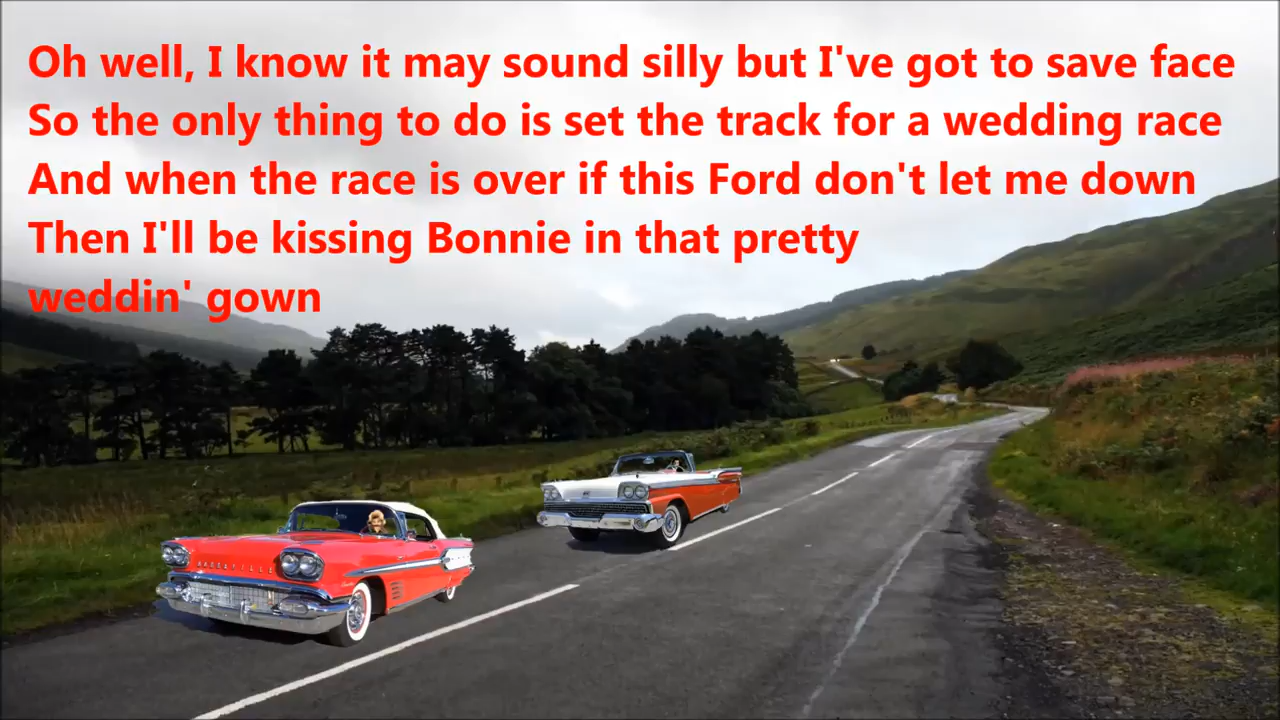 Oh well, I know it may sound silly but I've got to save face
So the only thing to do is set the track for a wedding race
And when the race is over if this Ford don't let me down
Then I'll be kissing Bonnie in that pretty
weddin' gown